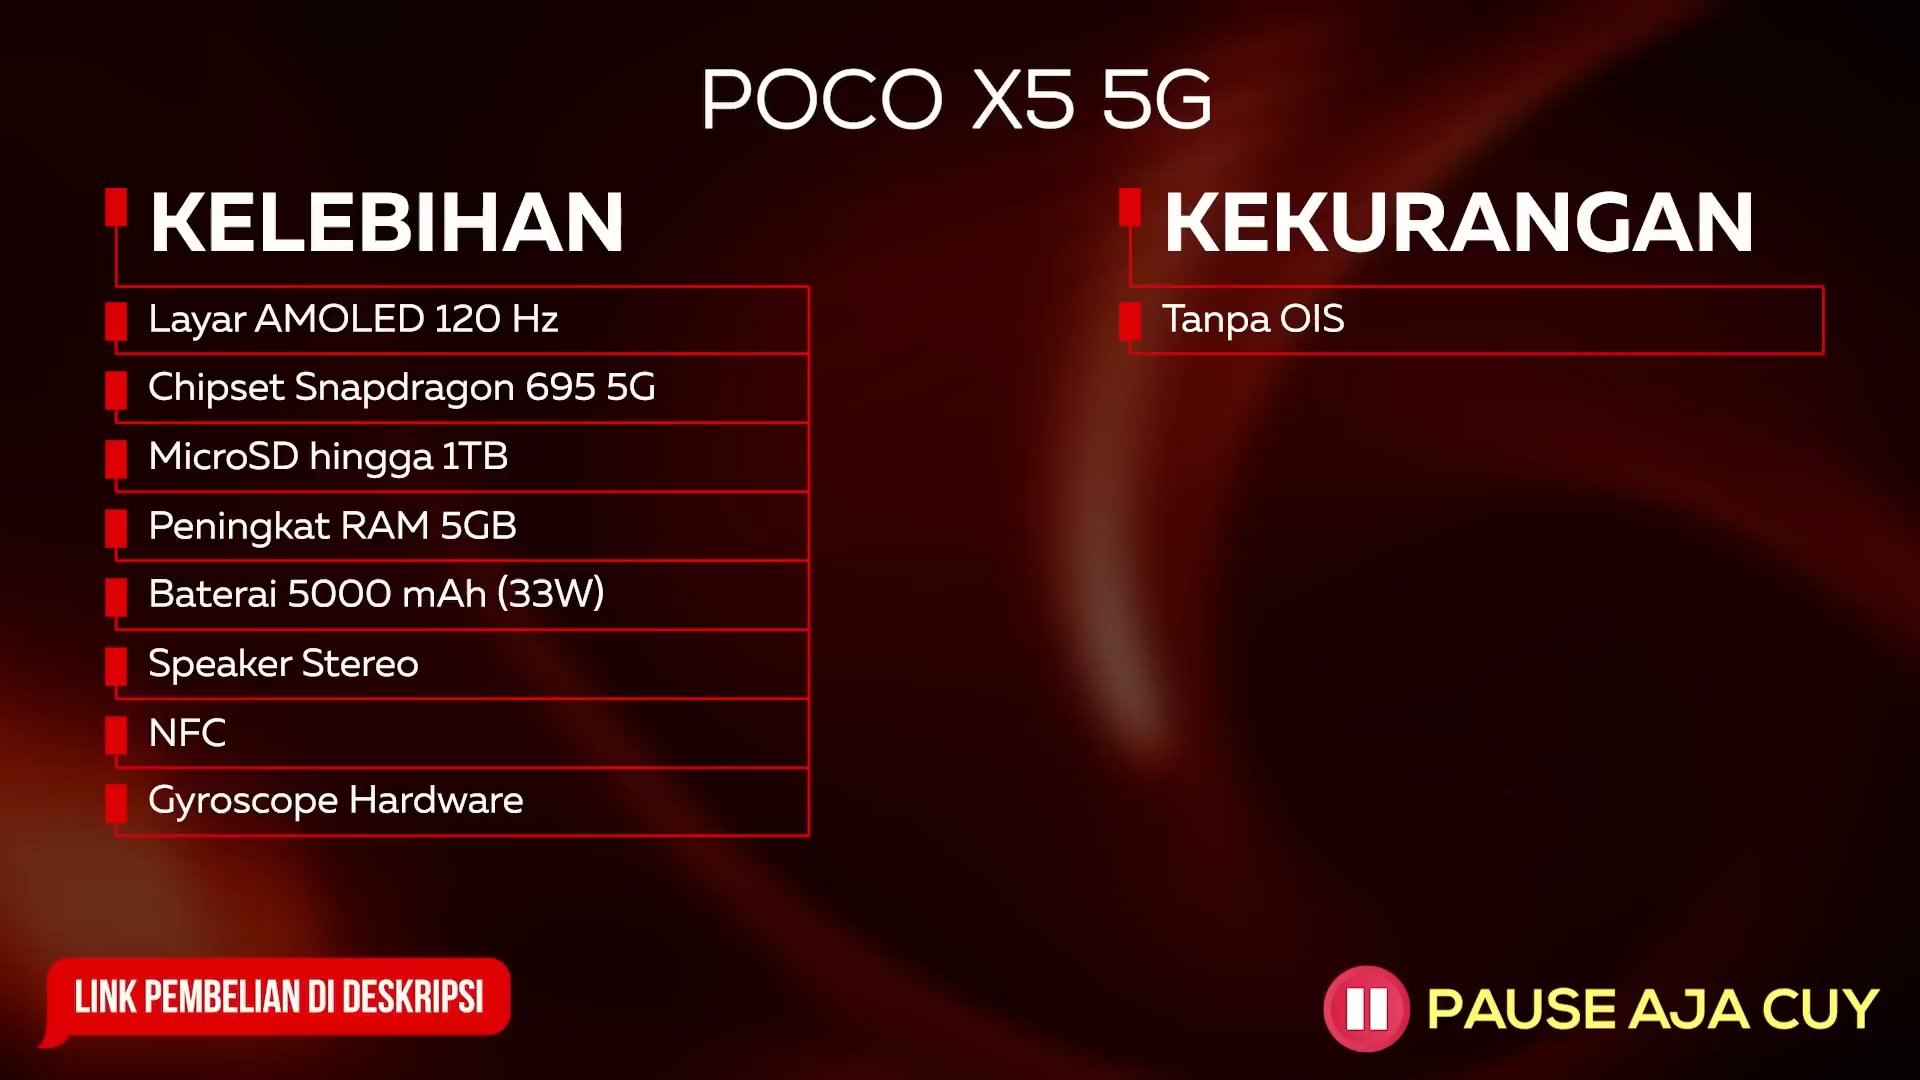 POCO X5 5G
KELEBIHAN
Layar AMOLED 120 Hz
Chipset Snapdragon 695 5G
MicroSD hingga 1TB
Peningkat RAM 5GB
Baterai 5000 mAh (33W)
Speaker Stereo
NFC
Gyroscope Hardware
KEKURANGAN
Tanpa OIS
LINK PEMBELIAN DI DESKRIPSI
PAUSE AJA CUY